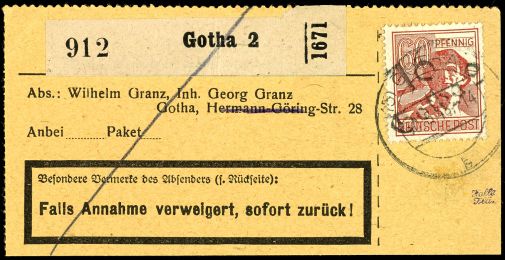 912
Gotha 2
1671
60 PFENNIG
16
DEUTSCHE POST
Abs.: Wilhelm Granz, Inh. Georg Granz
Gotha, Hermann-Göring-Str. 28
Anbei Paket
Besondere Vermerke des Absenders (s. Rückseite):
Falls Annahme verweigert, sofort zurück!